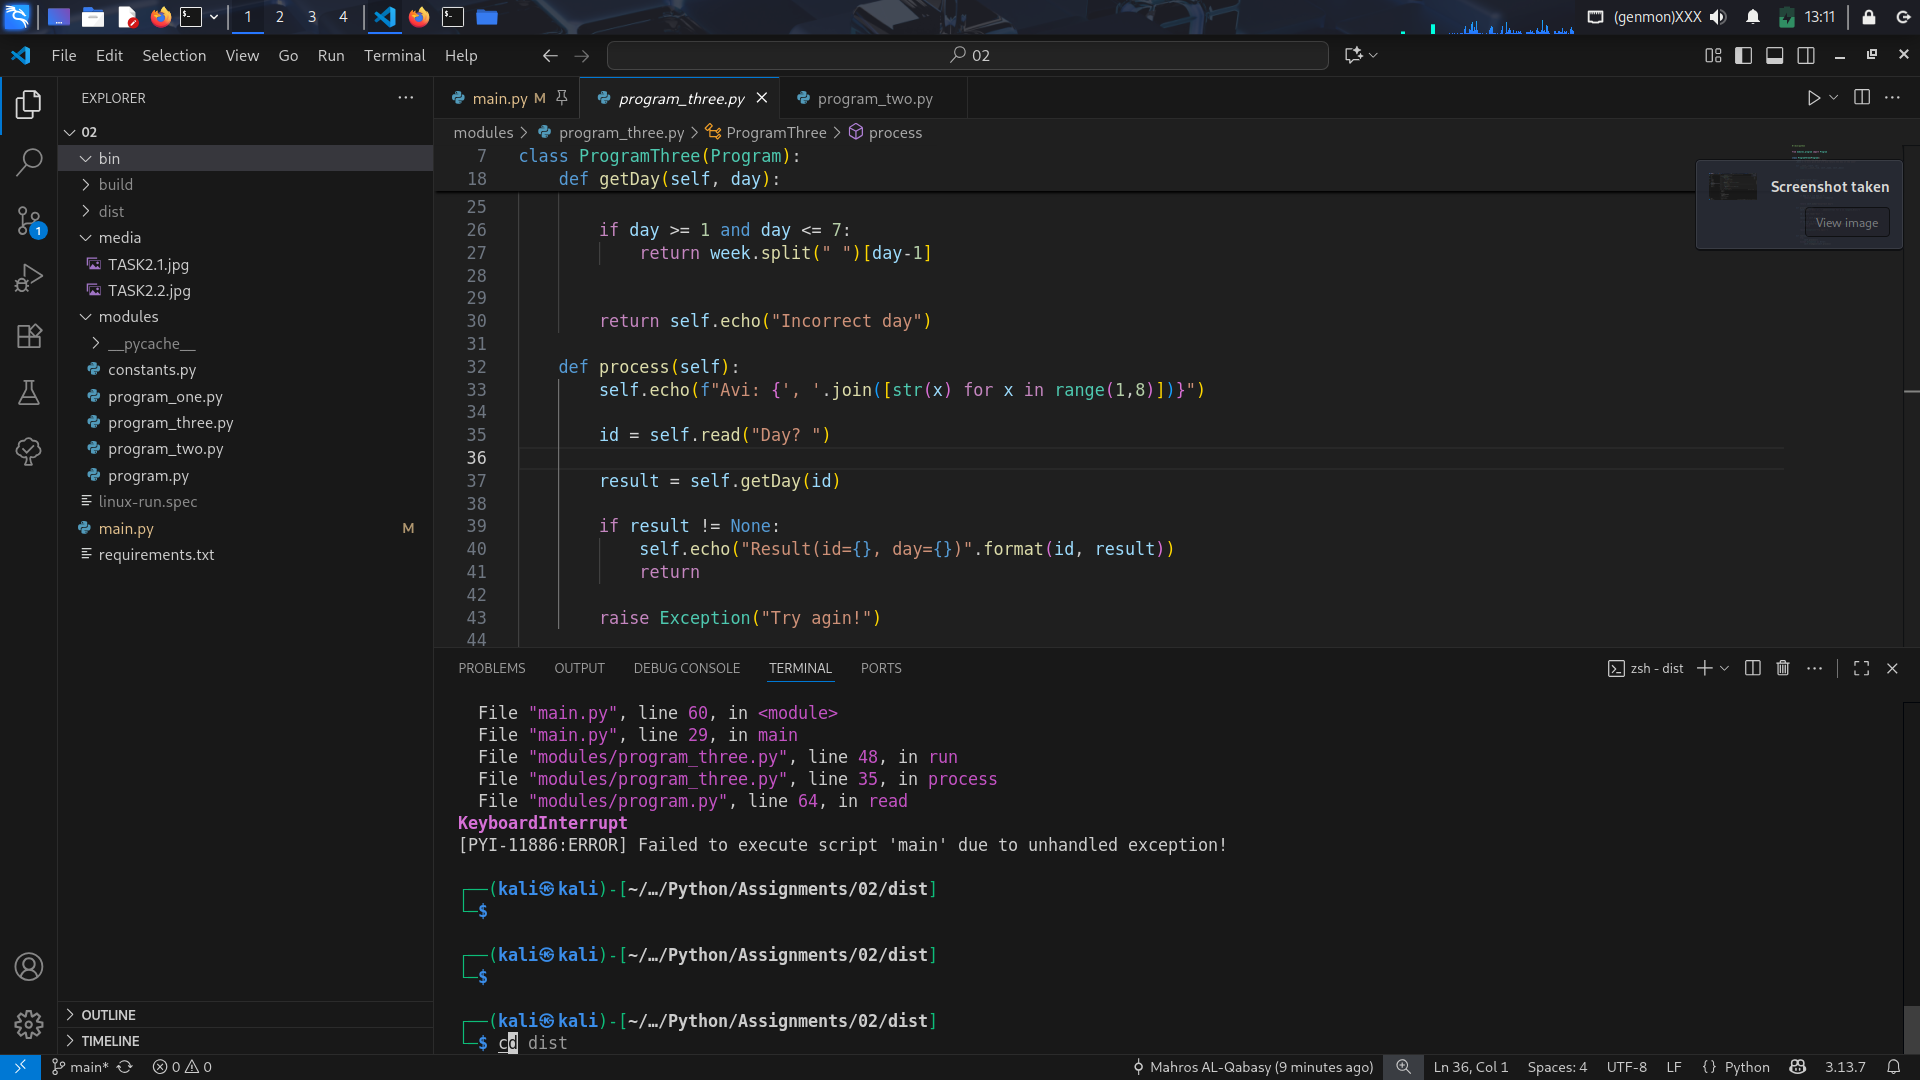 1 2 3 4 (genmon)XXX 13:11
File Edit Selection View Go Run Terminal Help 02
EXPLORER
02
bin
build
dist
media
TASK2.1.jpg
TASK2.2.jpg
modules
__pycache__
constants.py
program_one.py
program_three.py
program_two.py
program.py
linux-run.spec
main.py M
requirements.txt
OUTLINE
TIMELINE
main.py M program_three.py program_two.py
modules > program_three.py > ProgramThree > process
7 class ProgramThree(Program):
18 def getDay(self, day):
25
26 if day >= 1 and day <= 7:
27 return week.split(" ")[day-1]
28
29
30 return self.echo("Incorrect day")
31
32 def process(self):
33 self.echo(f"Avi: {', '.join([str(x) for x in range(1,8)])}")
34
35 id = self.read("Day? ")
36
37 result = self.getDay(id)
38
39 if result != None:
40 self.echo("Result(id={}, day={})".format(id, result))
41 return
42
43 raise Exception("Try agin!")
44
Screenshot taken
View image
PROBLEMS OUTPUT DEBUG CONSOLE TERMINAL PORTS zsh - dist
File "main.py", line 60, in <module>
File "main.py", line 29, in main
File "modules/program_three.py", line 48, in run
File "modules/program_three.py", line 35, in process
File "modules/program.py", line 64, in read
KeyboardInterrupt
[PYI-11886:ERROR] Failed to execute script 'main' due to unhandled exception!
┌──(kali㉿kali)-[~/…/Python/Assignments/02/dist]
└─$
┌──(kali㉿kali)-[~/…/Python/Assignments/02/dist]
└─$
┌──(kali㉿kali)-[~/…/Python/Assignments/02/dist]
└─$ cd dist
main* 0 0 Mahros AL-Qabasy (9 minutes ago) Ln 36, Col 1 Spaces: 4 UTF-8 LF {} Python 3.13.7
1